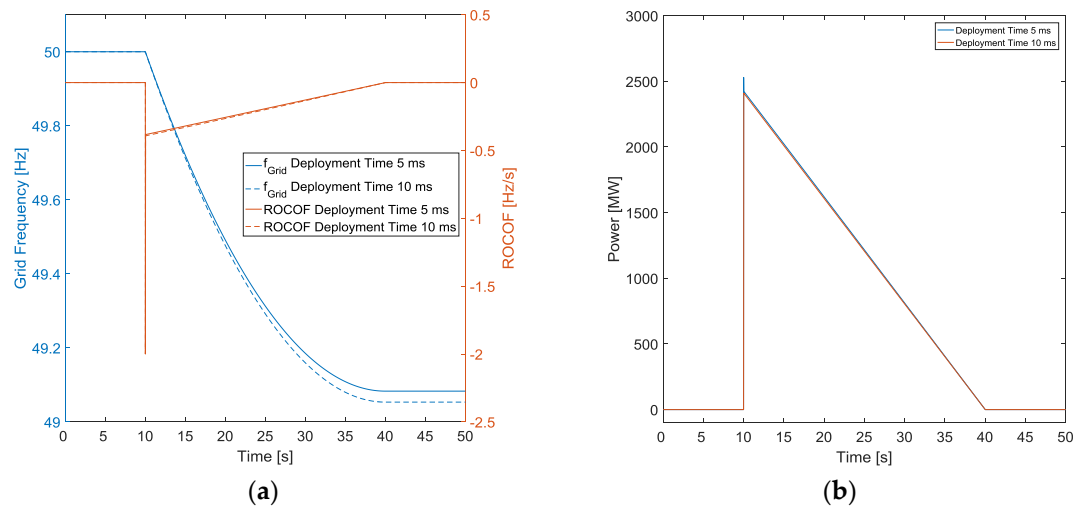 50
49.8
49.6
49.4
49.2
49
Grid Frequency [Hz]
0.5
0
-0.5
-1
-1.5
-2
-2.5
ROCOF [Hz/s]
f_Grid Deployment Time 5 ms
f_Grid Deployment Time 10 ms
ROCOF Deployment Time 5 ms
ROCOF Deployment Time 10 ms
0 5 10 15 20 25 30 35 40 45 50
Time [s]
(a)
3000
2500
2000
1500
1000
500
0
Power [MW]
Deployment Time 5 ms
Deployment Time 10 ms
0 5 10 15 20 25 30 35 40 45 50
Time [s]
(b)